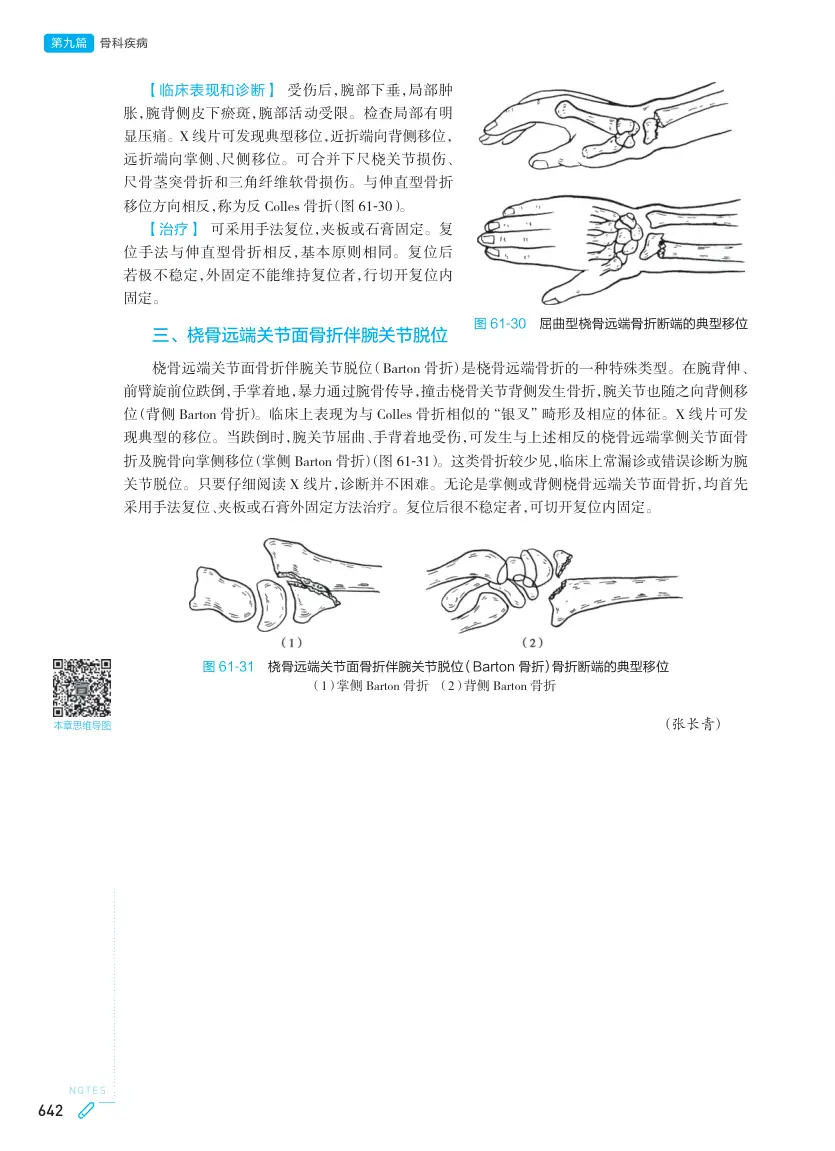 第九篇 骨科疾病
【临床表现和诊断】 受伤后,腕部下垂,局部肿
胀,腕背侧皮下瘀斑,腕部活动受限。检查局部有明
显压痛。X 线片可发现典型移位,近折端向背侧移位,
远折端向掌侧、尺侧移位。可合并下尺桡关节损伤、
尺骨茎突骨折和三角纤维软骨损伤。与伸直型骨折
移位方向相反,称为反 Colles 骨折(图 61-30)。
【治疗】 可采用手法复位,夹板或石膏固定。复
位手法与伸直型骨折相反,基本原则相同。复位后
若极不稳定,外固定不能维持复位者,行切开复位内
固定。
图 61-30 屈曲型桡骨远端骨折断端的典型移位
三、桡骨远端关节面骨折伴腕关节脱位
桡骨远端关节面骨折伴腕关节脱位(Barton 骨折)是桡骨远端骨折的一种特殊类型。在腕背伸、
前臂旋前位跌倒,手掌着地,暴力通过腕骨传导,撞击桡骨关节背侧发生骨折,腕关节也随之向背侧移
位(背侧 Barton 骨折)。临床上表现为与 Colles 骨折相似的“银叉”畸形及相应的体征。X 线片可发
现典型的移位。当跌倒时,腕关节屈曲、手背着地受伤,可发生与上述相反的桡骨远端掌侧关节面骨
折及腕骨向掌侧移位(掌侧 Barton 骨折)(图 61-31)。这类骨折较少见,临床上常漏诊或错误诊断为腕
关节脱位。只要仔细阅读 X 线片,诊断并不困难。无论是掌侧或背侧桡骨远端关节面骨折,均首先
采用手法复位、夹板或石膏外固定方法治疗。复位后很不稳定者,可切开复位内固定。
(1) (2)
图 61-31 桡骨远端关节面骨折伴腕关节脱位(Barton 骨折)骨折断端的典型移位
(1)掌侧 Barton 骨折 (2)背侧 Barton 骨折
本章思维导图
(张长青)
NOTES
642